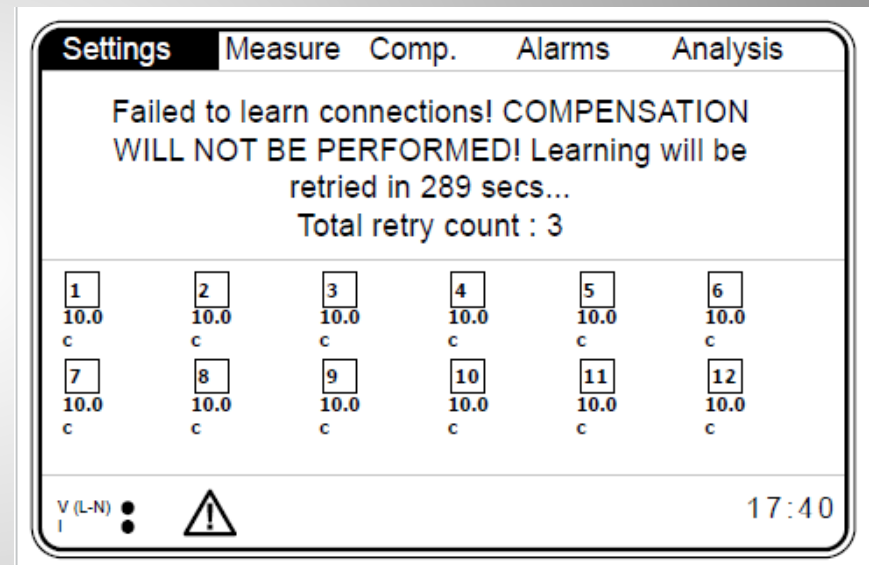 Settings Measure Comp. Alarms Analysis
Failed to learn connections! COMPENSATION
WILL NOT BE PERFORMED! Learning will be
retried in 289 secs...
Total retry count : 3
1 2 3 4 5 6
10.0 10.0 10.0 10.0 10.0 10.0
c c c c c c
7 8 9 10 11 12
10.0 10.0 10.0 10.0 10.0 10.0
c c c c c c
V (L-N)
I
17:40